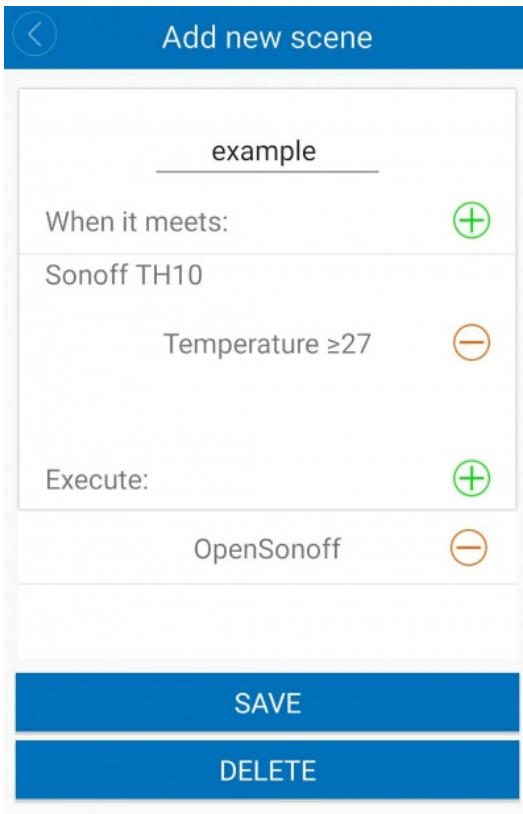 Add new scene
example
When it meets:
Sonoff TH10
Temperature ≥27
Execute:
OpenSonoff
SAVE
DELETE